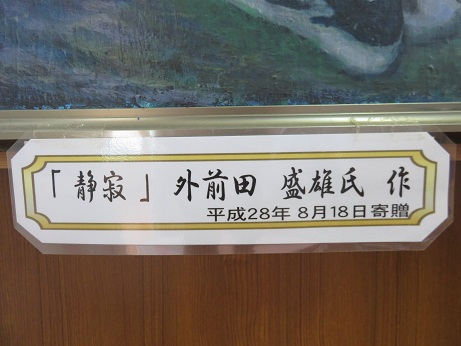 「静寂」 外前田 盛雄氏 作
平成28年 8月18日寄贈